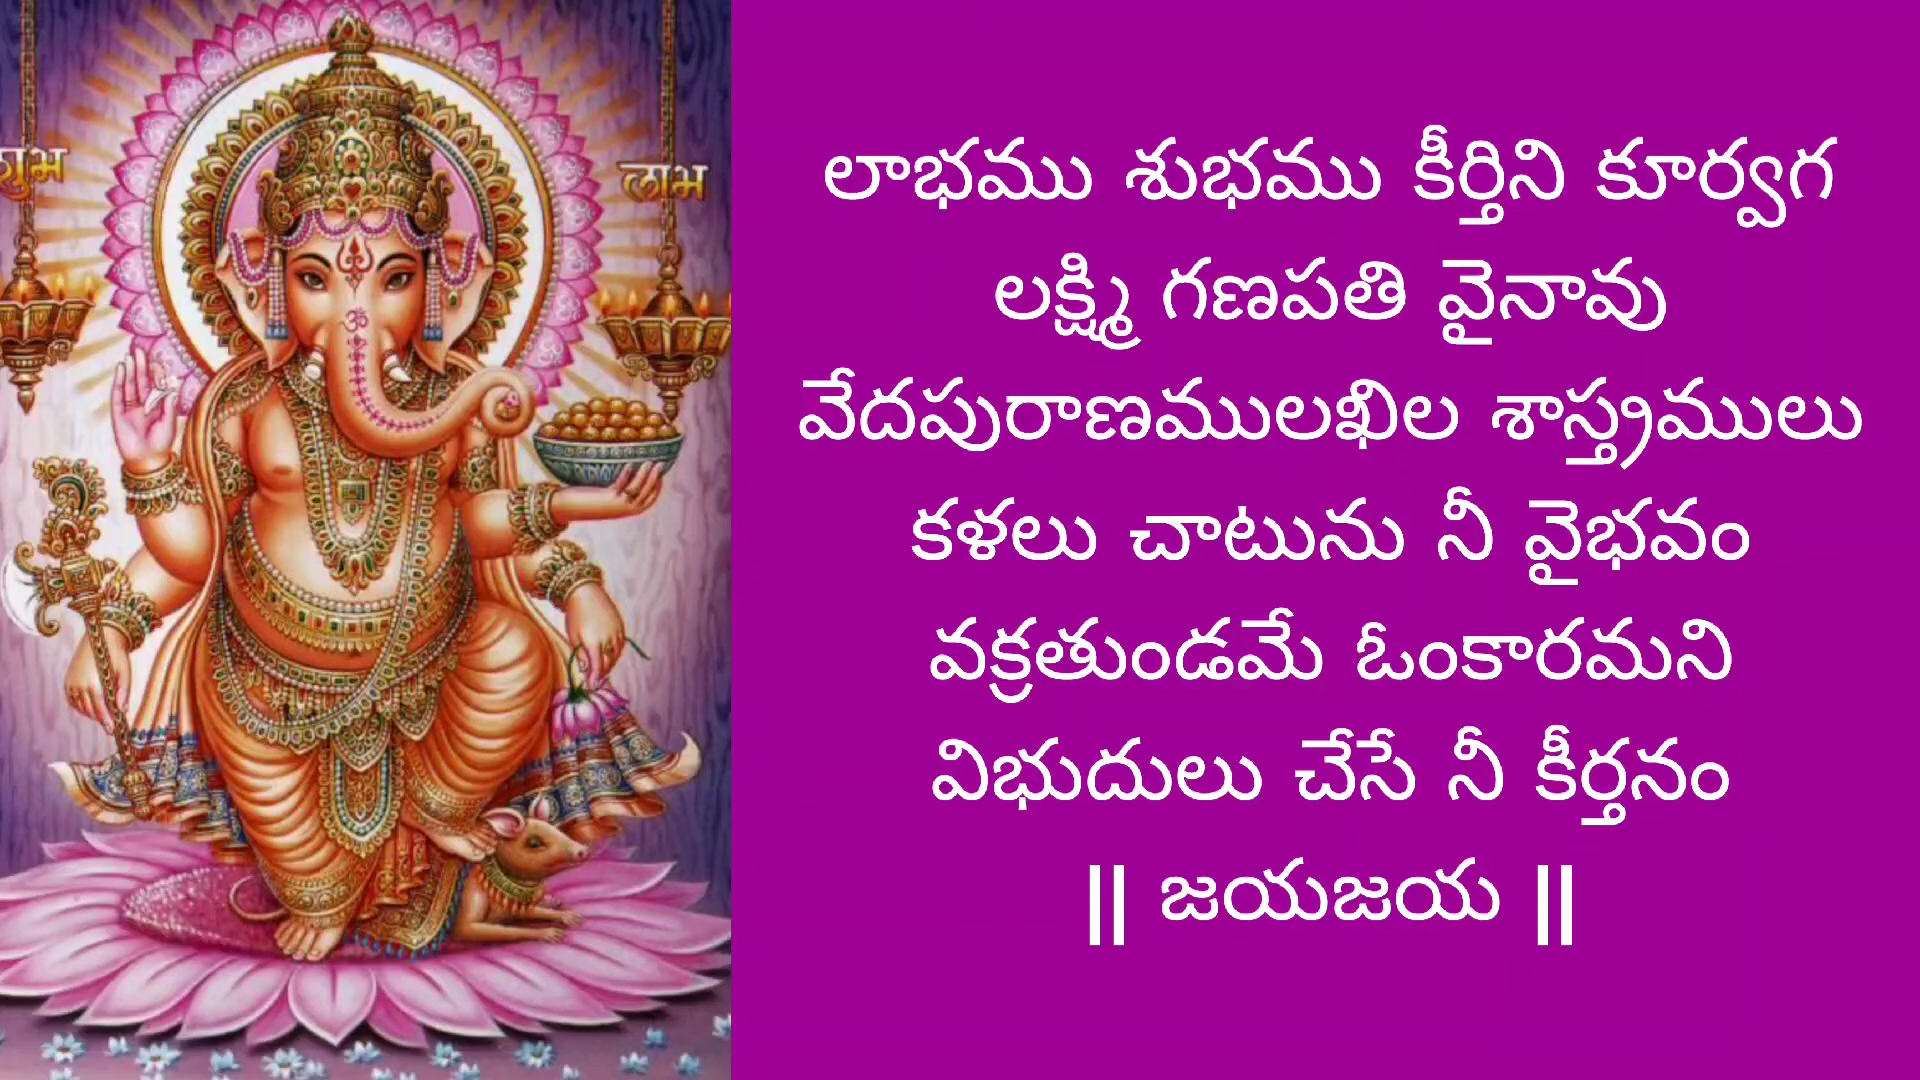 शुभ
लाभ
లాభము శుభము కీర్తిని కూర్వగ
లక్ష్మి గణపతి వైనావు
వేదపురాణములఖిల శాస్త్రములు
కళలు చాటును నీ వైభవం
వక్రతుండమే ఓంకారమని
విభుదులు చేసే నీ కీర్తనం
|| జయజయ ||